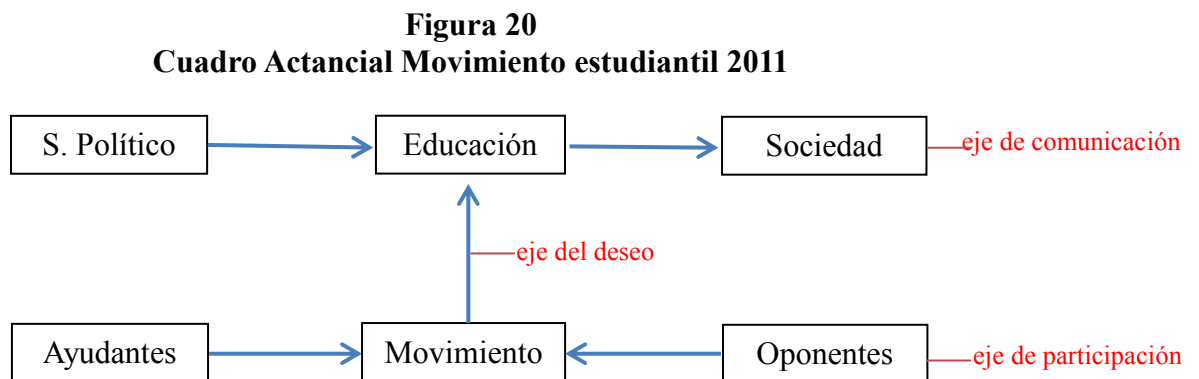 Figura 20
Cuadro Actancial Movimiento estudiantil 2011
S. Político
Educación
Sociedad
eje de comunicación
eje del deseo
Ayudantes
Movimiento
Oponentes
eje de participación